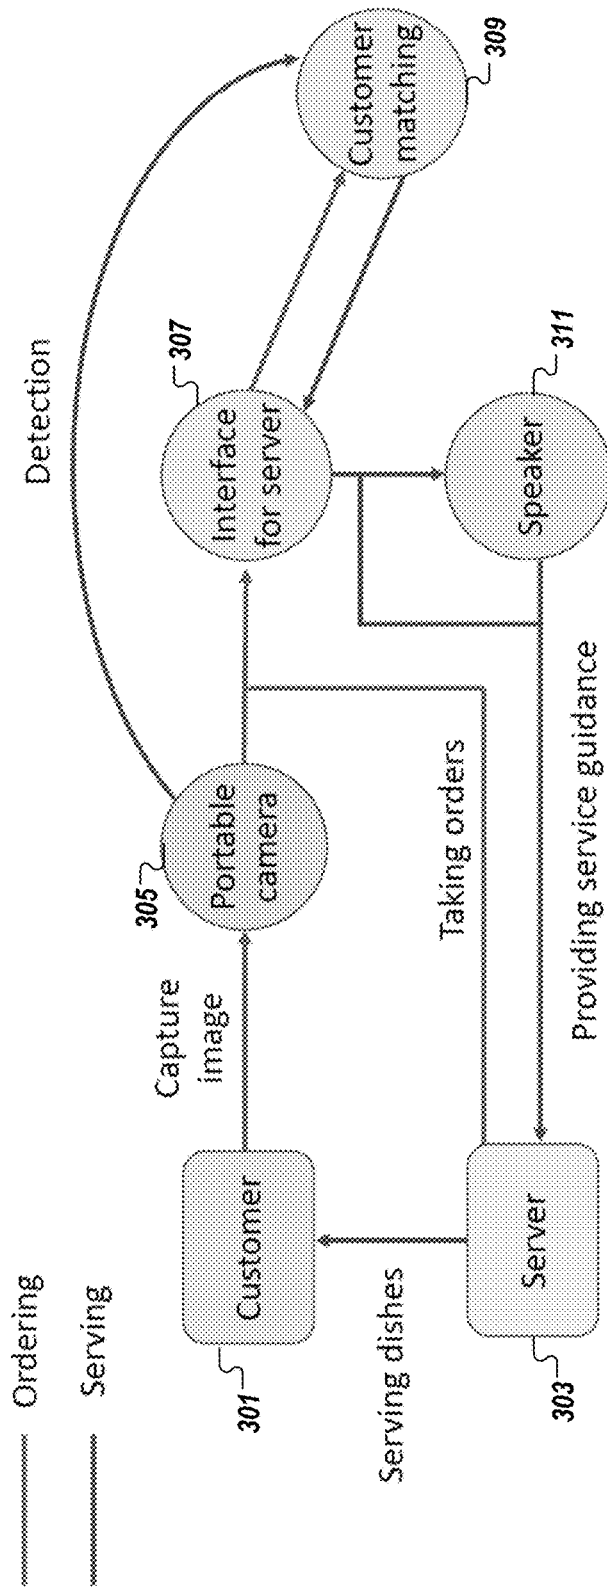 Ordering
Serving
Detection
Capture
image
305
Portable
camera
307
Interface
for server
Customer
matching
309
301
Customer
Serving dishes
Taking orders
Speaker
311
303
Server
Providing service guidance